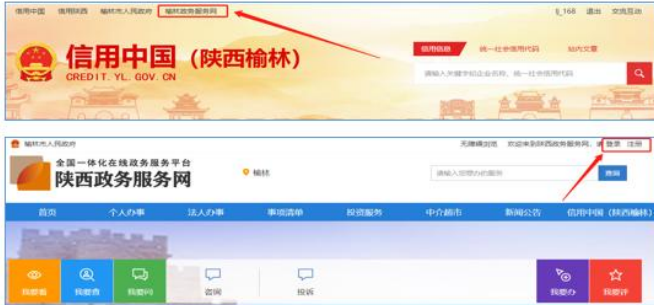 信用中国 信用陕西 榆林市人民政府 榆林政务服务网
lj_168 退出 交流互动
信用中国（陕西榆林）
CREDIT.YL.GOV.CN
信用信息 统一社会信用代码 站内文章
请输入关键字如企业名称、统一社会信用代码
榆林市人民政府
无障碍浏览 欢迎来到陕西政务服务网，请 登录 注册
全国一体化在线政务服务平台
陕西政务服务网
榆林
请输入您想办的服务
首页 个人办事 法人办事 事项清单 投资服务 中介超市 新闻公告 信用中国（陕西榆林）
我要看 我要查 我要问 咨询 投诉 我要办 我要评